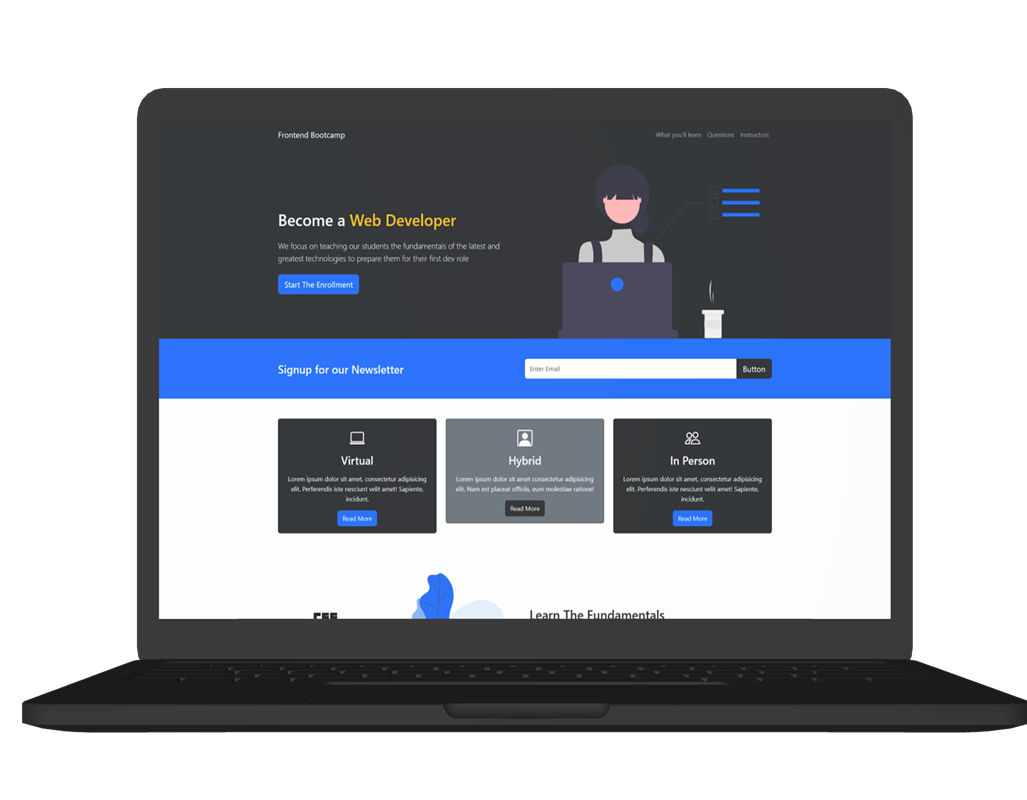 Frontend Bootcamp
What you'll learn Questions Instructors
Become a Web Developer
We focus on teaching our students the fundamentals of the latest and
greatest technologies to prepare them for their first dev role
Start The Enrollment
Signup for our Newsletter
Enter Email
Button
Virtual
Lorem ipsum dolor sit amet, consectetur adipisicing
elit. Perferendis iste nesciunt velit amet! Sapiente,
incidunt.
Read More
Hybrid
Lorem ipsum dolor sit amet, consectetur adipisicing
elit. Nam est placeat officiis, eum molestiae ratione!
Read More
In Person
Lorem ipsum dolor sit amet, consectetur adipisicing
elit. Perferendis iste nesciunt velit amet! Sapiente,
incidunt.
Read More
CSS
Learn The Fundamentals